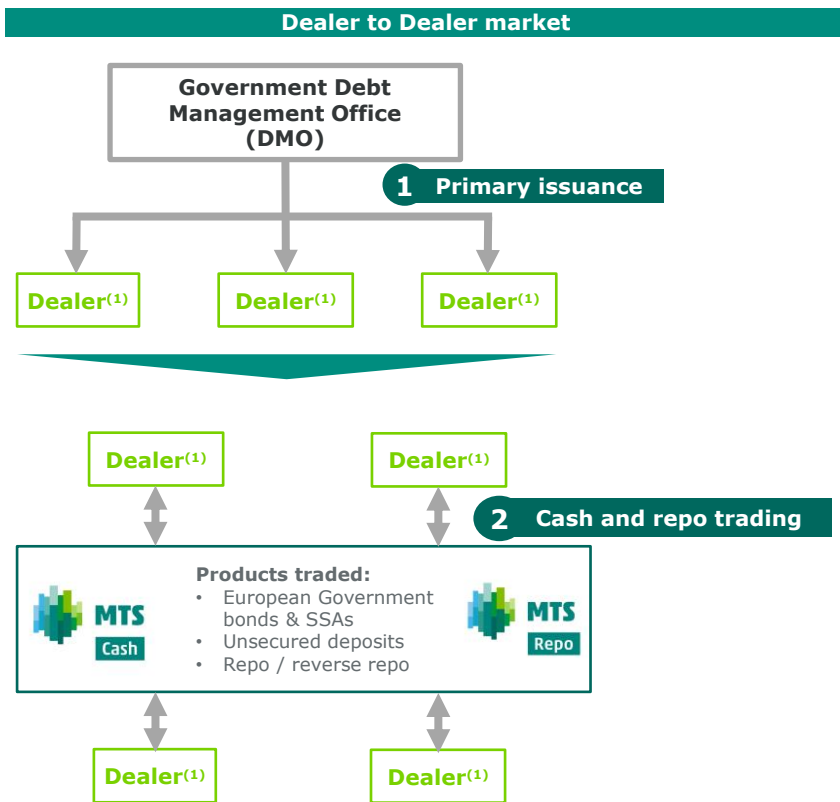 Dealer to Dealer market
Government Debt
Management Office
(DMO)
1 Primary issuance
Dealer(1) Dealer(1) Dealer(1)
Dealer(1) Dealer(1)
2 Cash and repo trading
Products traded:
• European Government
bonds & SSAs
• Unsecured deposits
• Repo / reverse repo
MTS
Cash
MTS
Repo
Dealer(1) Dealer(1)